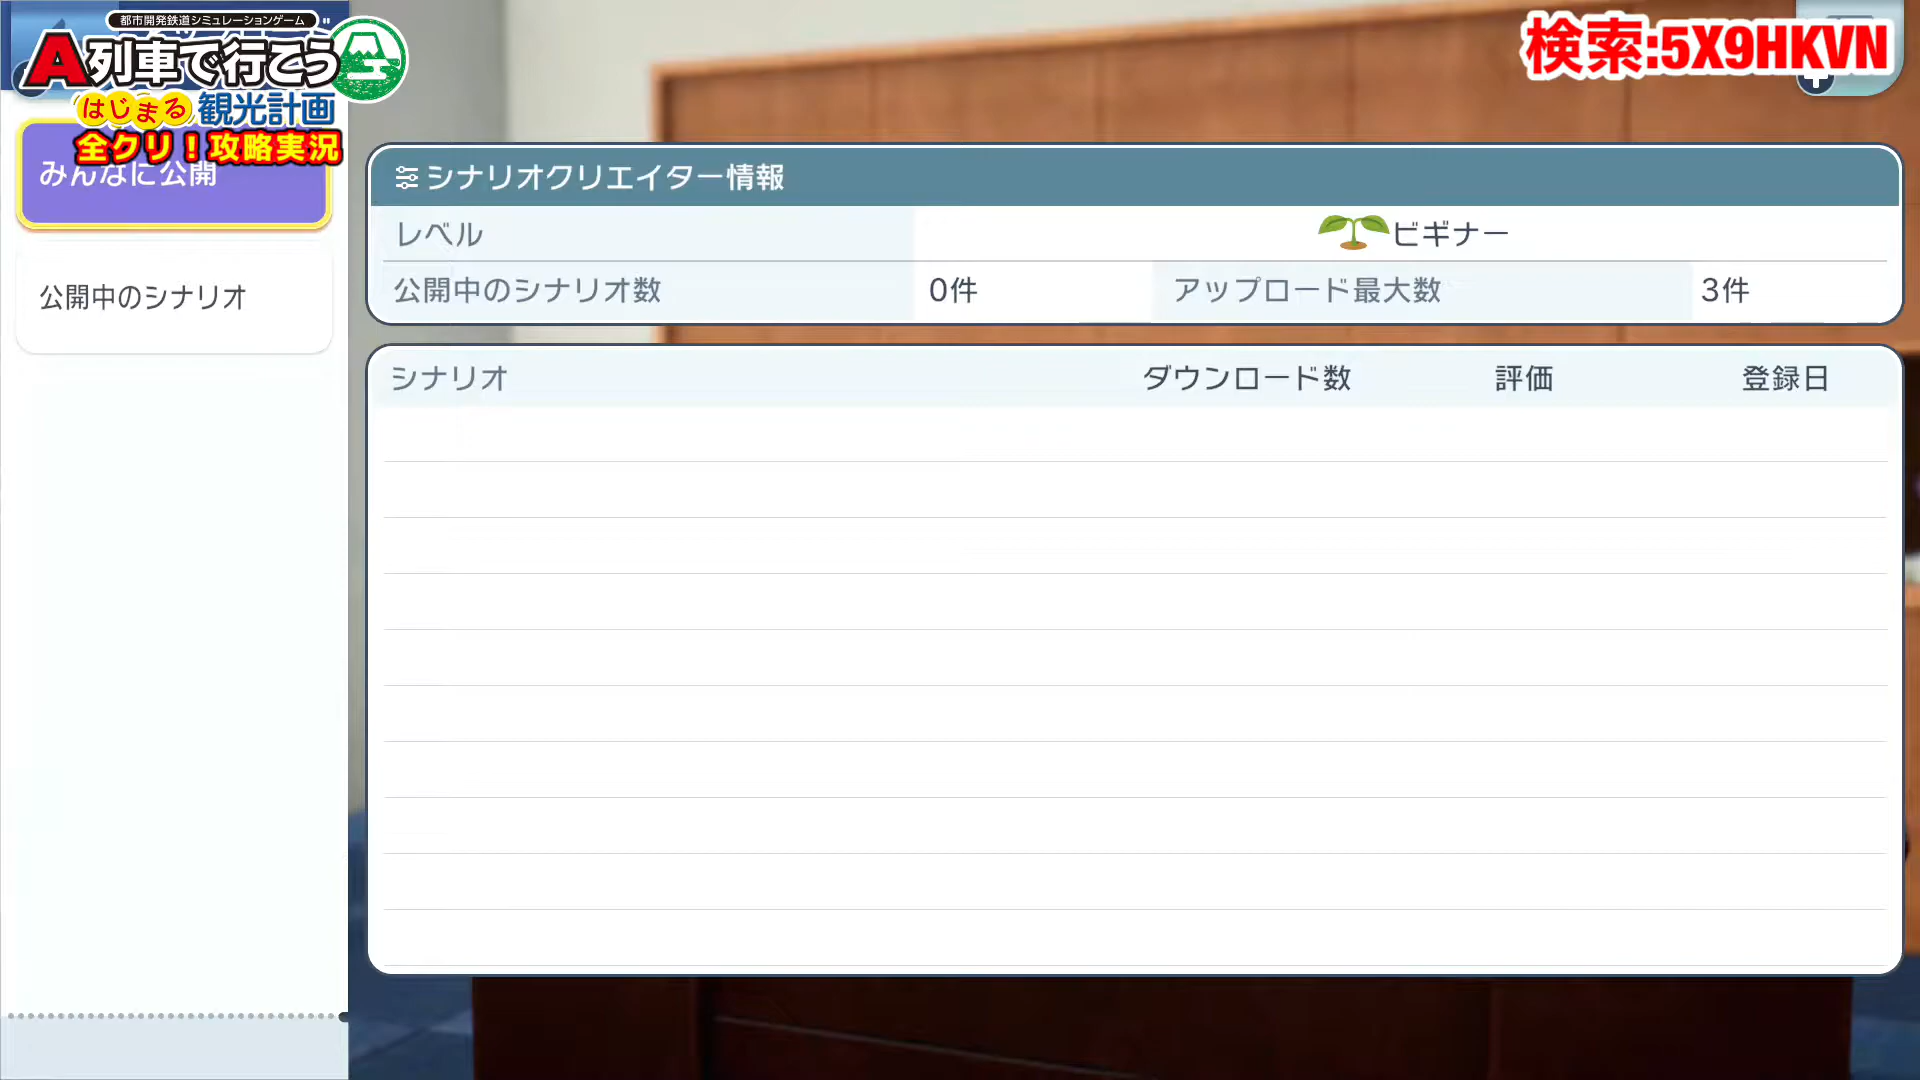 都市開発鉄道シミュレーションゲーム
A列車で行こう
はじまる観光計画
全クリ！攻略実況
検索:5X9HKVN
みんなに公開
公開中のシナリオ
シナリオクリエイター情報
レベル ビギナー
公開中のシナリオ数 0件 アップロード最大数 3件
シナリオ ダウンロード数 評価 登録日